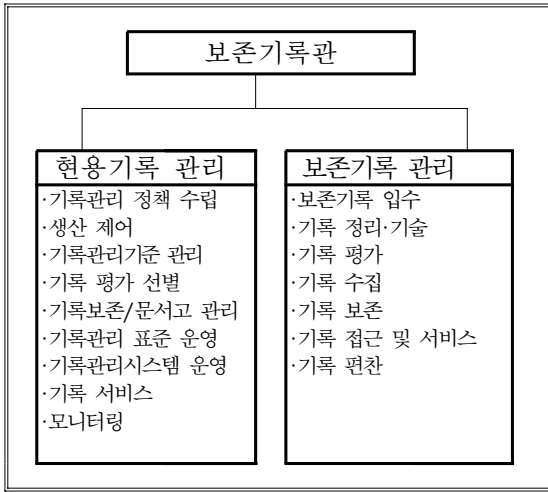 보존기록관
현용기록 관리
·기록관리 정책 수립
·생산 제어
·기록관리기준 관리
·기록 평가 선별
·기록보존/문서고 관리
·기록관리 표준 운영
·기록관리시스템 운영
·기록 서비스
·모니터링
보존기록 관리
·보존기록 입수
·기록 정리·기술
·기록 평가
·기록 수집
·기록 보존
·기록 접근 및 서비스
·기록 편찬